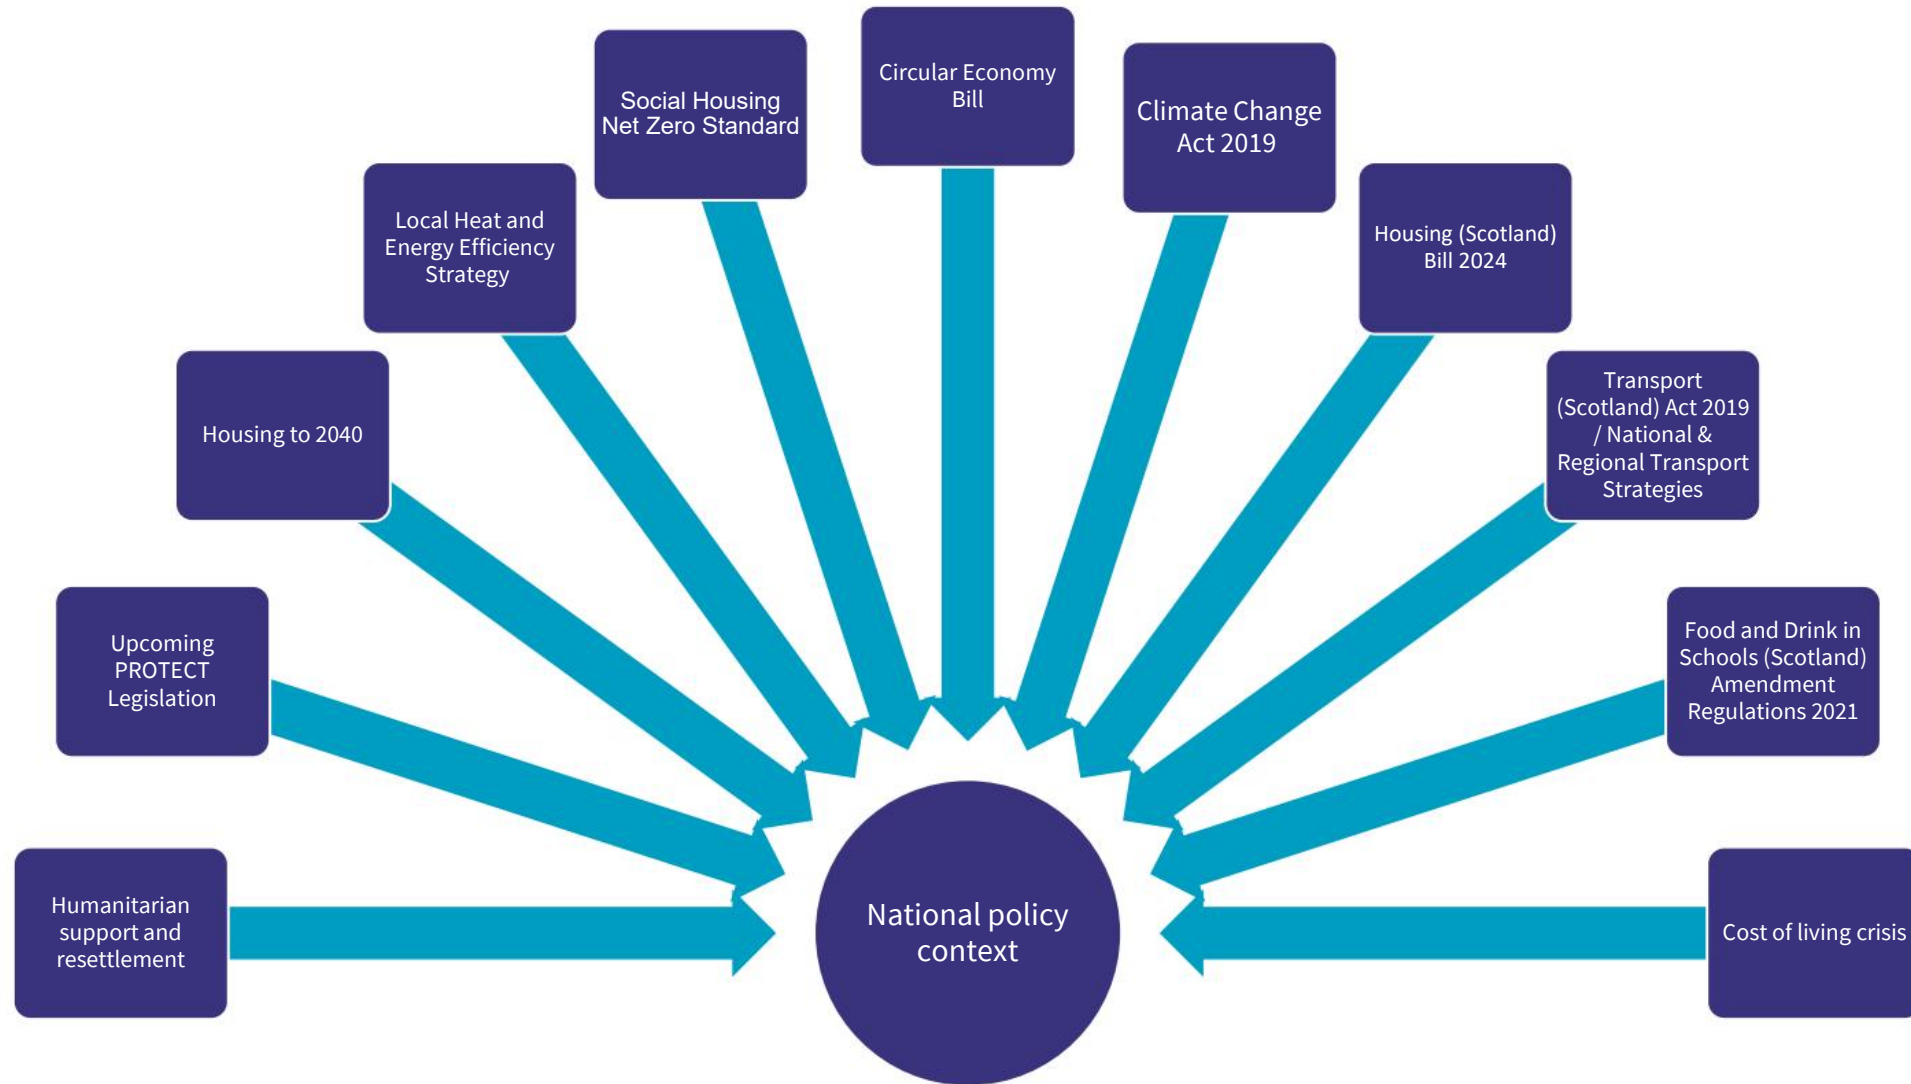 Circular Economy
Bill
Social Housing
Net Zero Standard
Climate Change
Act 2019
Local Heat and
Energy Efficiency
Strategy
Housing (Scotland)
Bill 2024
Housing to 2040
Transport
(Scotland) Act 2019
/ National &
Regional Transport
Strategies
Upcoming
PROTECT
Legislation
Food and Drink in
Schools (Scotland)
Amendment
Regulations 2021
Humanitarian
support and
resettlement
National policy
context
Cost of living crisis